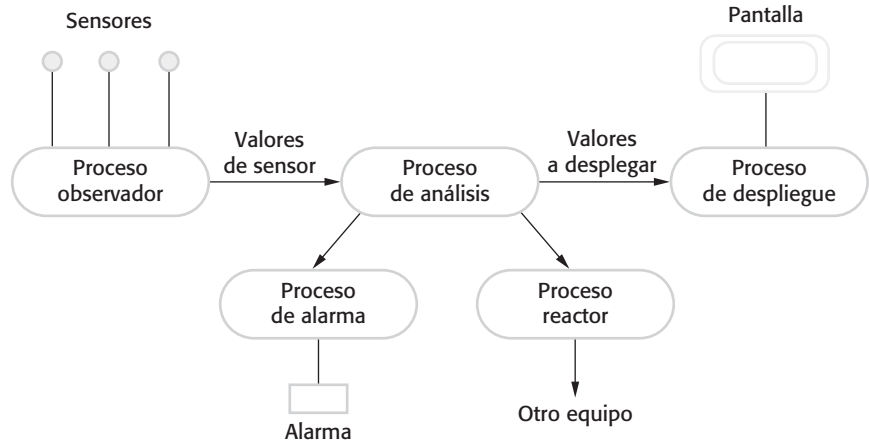 Sensores
Pantalla
Proceso
observador
Valores
de sensor
Proceso
de análisis
Valores
a desplegar
Proceso
de despliegue
Proceso
de alarma
Proceso
reactor
Alarma
Otro equipo